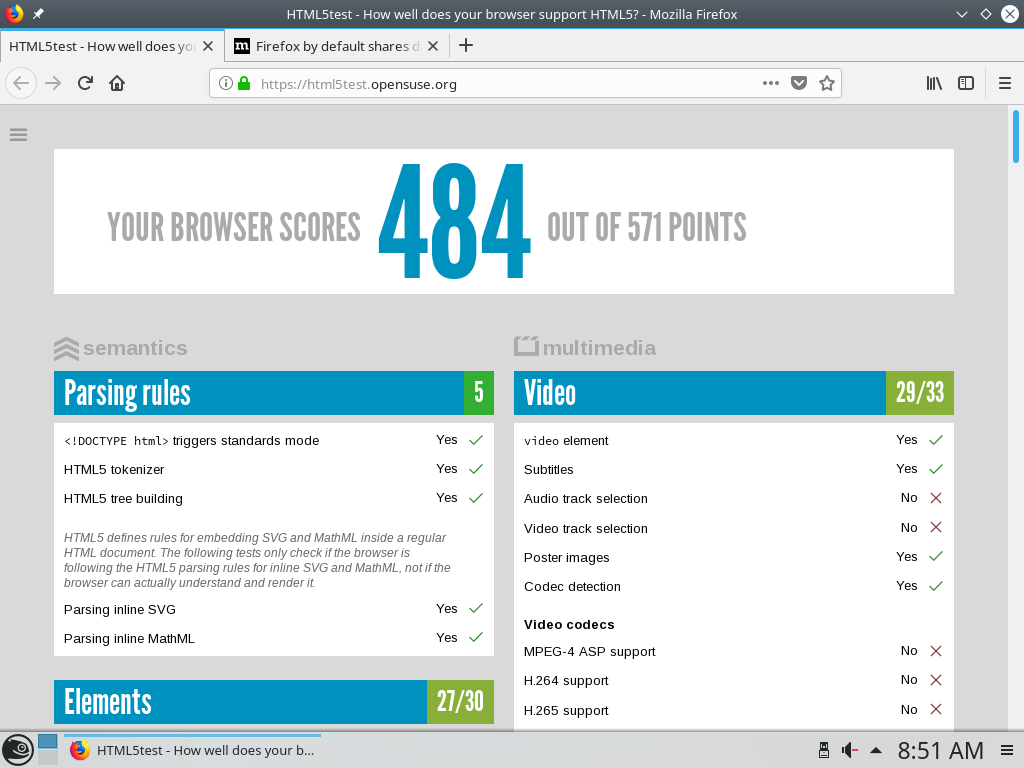 HTML5test - How well does your browser support HTML5? - Mozilla Firefox
HTML5test - How well does yo
Firefox by default shares d
https://html5test.opensuse.org
YOUR BROWSER SCORES 484 OUT OF 571 POINTS
semantics
Parsing rules 5
<!DOCTYPE html> triggers standards mode Yes
HTML5 tokenizer Yes
HTML5 tree building Yes
HTML5 defines rules for embedding SVG and MathML inside a regular
HTML document. The following tests only check if the browser is
following the HTML5 parsing rules for inline SVG and MathML, not if the
browser can actually understand and render it.
Parsing inline SVG Yes
Parsing inline MathML Yes
Elements 27/30
multimedia
Video 29/33
video element Yes
Subtitles Yes
Audio track selection No
Video track selection No
Poster images Yes
Codec detection Yes
Video codecs
MPEG-4 ASP support No
H.264 support No
H.265 support No
HTML5test - How well does your b...
8:51 AM